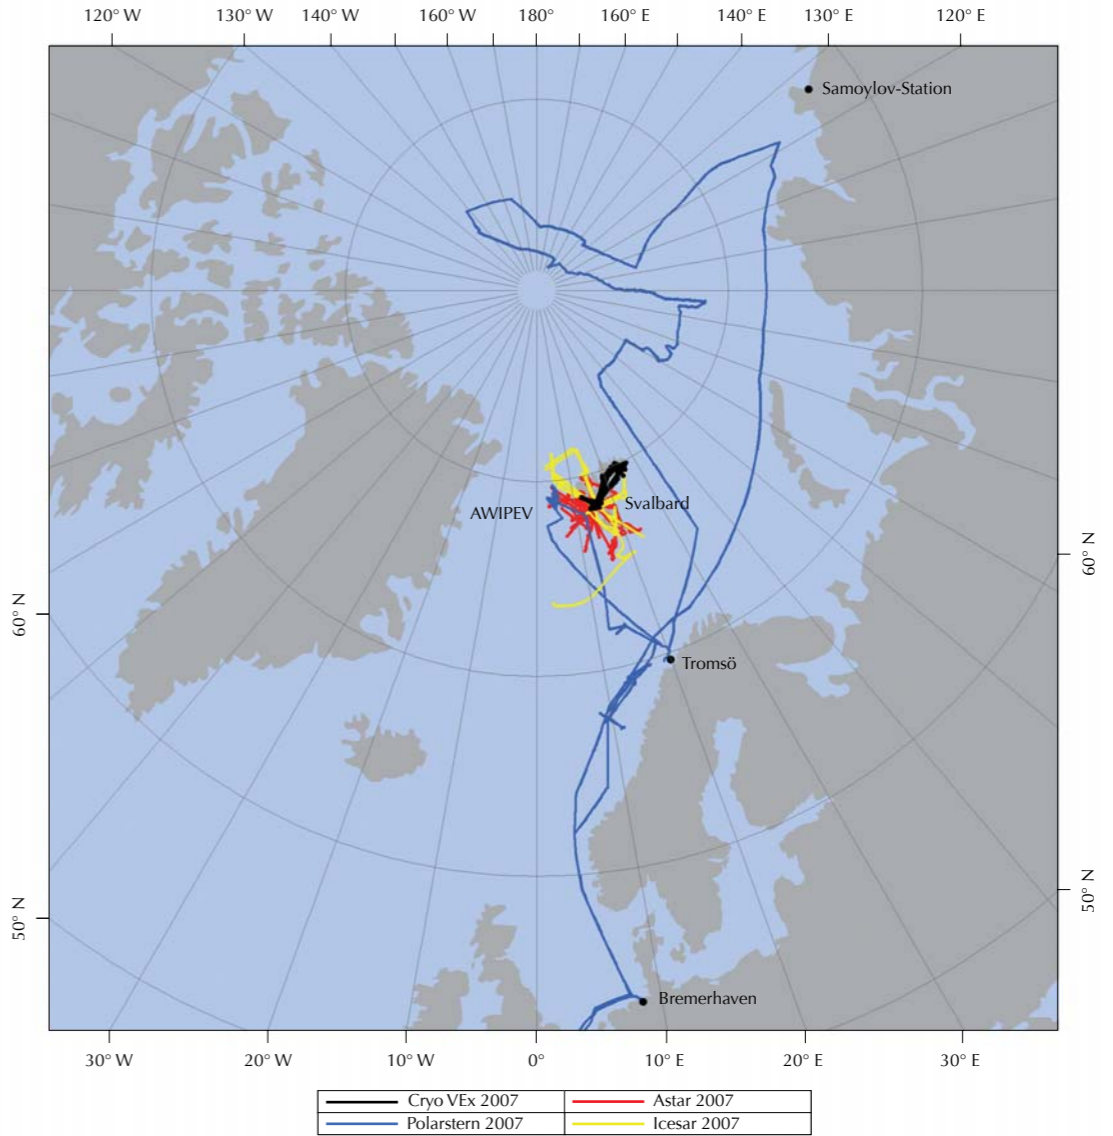 120° W 130° W 140° W 160° W 180° 160° E 140° E 130° E 120° E
Samoylov-Station
AWIPEV
Svalbard
60° N
60° N
Tromsö
50° N
50° N
Bremerhaven
30° W 20° W 10° W 0° 10° E 20° E 30° E
Cryo VEx 2007 Astar 2007
Polarstern 2007 Icesar 2007